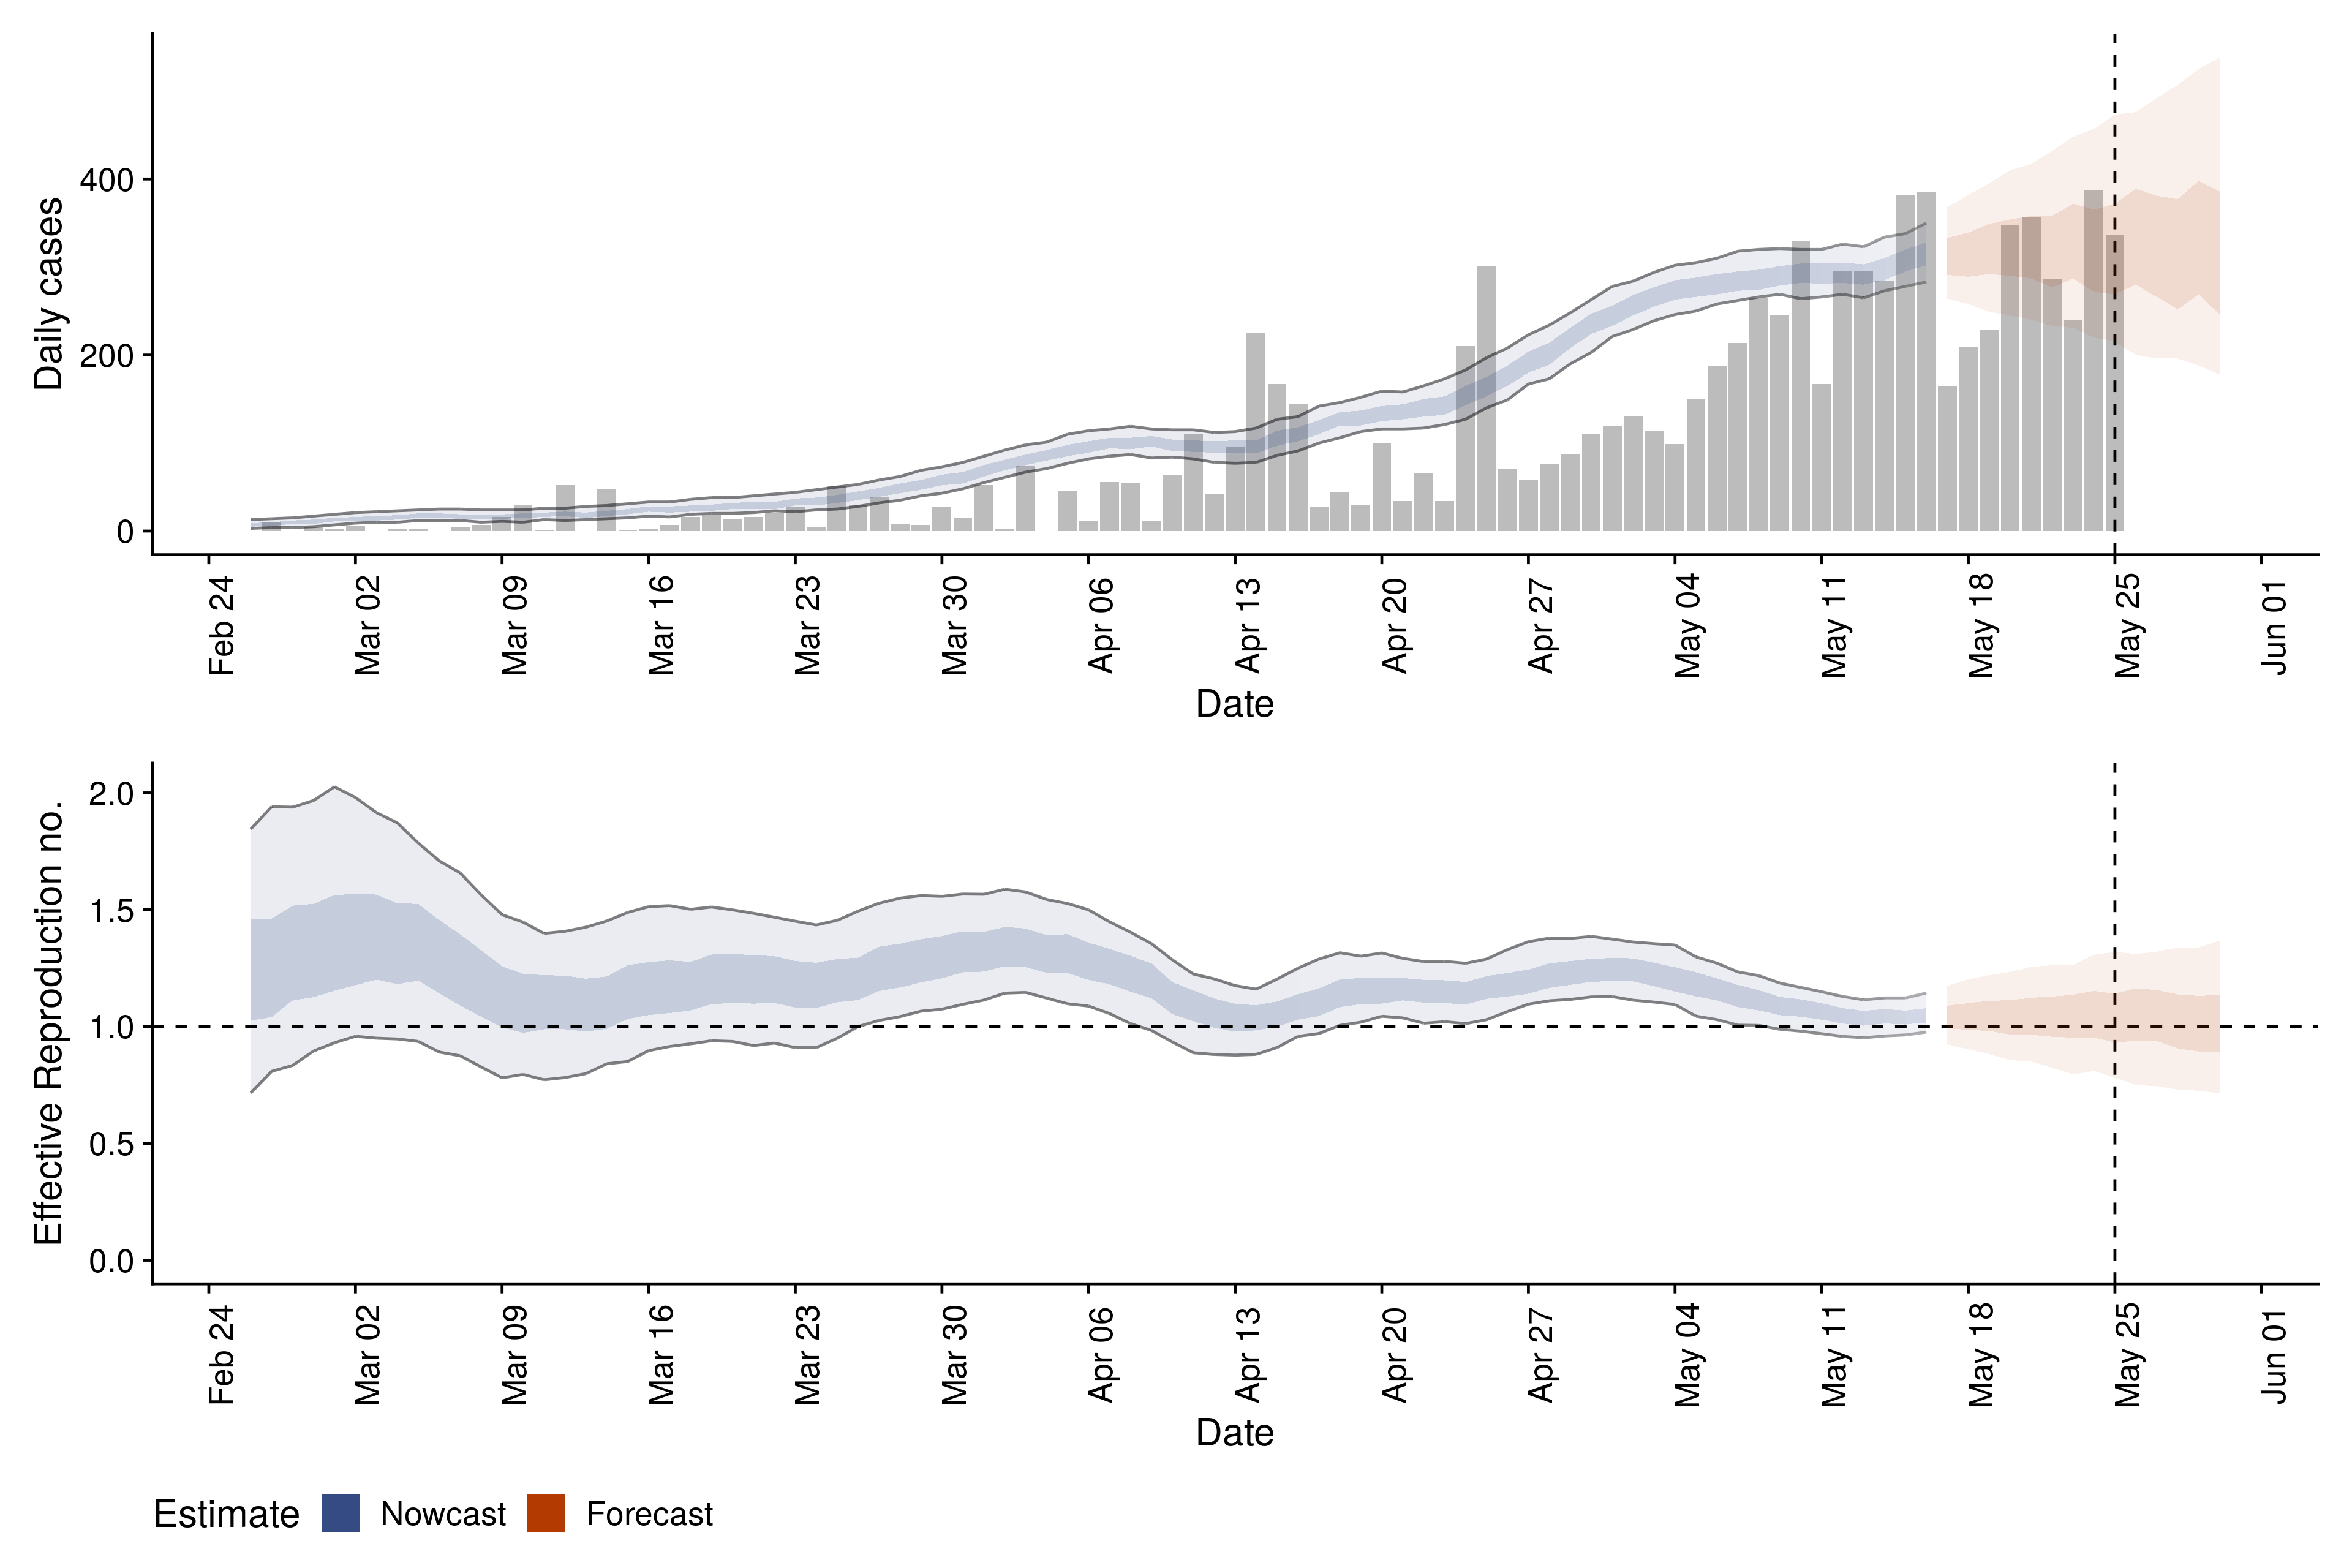 Daily cases
400
200
0
Feb 24
Mar 02
Mar 09
Mar 16
Mar 23
Mar 30
Apr 06
Apr 13
Apr 20
Apr 27
May 04
May 11
May 18
May 25
Jun 01
Date
Effective Reproduction no.
2.0
1.5
1.0
0.5
0.0
Feb 24
Mar 02
Mar 09
Mar 16
Mar 23
Mar 30
Apr 06
Apr 13
Apr 20
Apr 27
May 04
May 11
May 18
May 25
Jun 01
Date
Estimate Nowcast Forecast